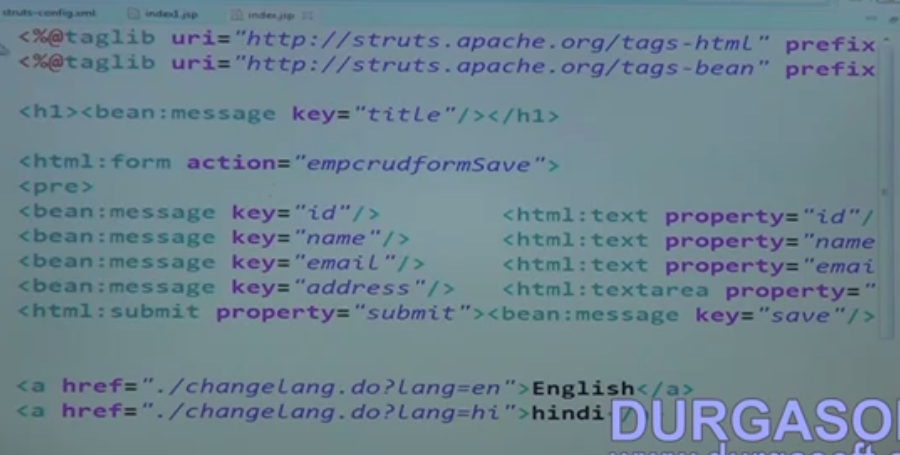 struts-config.xml index1.jsp index.jsp
<%@taglib uri="http://struts.apache.org/tags-html" prefix
<%@taglib uri="http://struts.apache.org/tags-bean" prefix
<h1><bean:message key="title"/></h1>
<html:form action="empcrudformSave">
<pre>
<bean:message key="id"/> <html:text property="id"/
<bean:message key="name"/> <html:text property="name
<bean:message key="email"/> <html:text property="emai
<bean:message key="address"/> <html:textarea property="
<html:submit property="submit"><bean:message key="save"/>
<a href="./changelang.do?lang=en">English</a>
<a href="./changelang.do?lang=hi">hindi
DURGASO